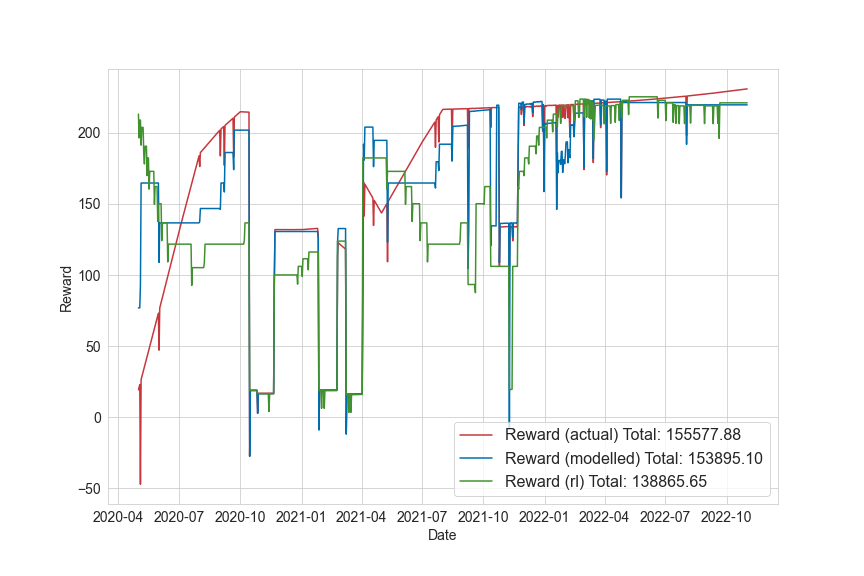 200
150
100
50
0
−50
Reward
Reward (actual) Total: 155577.88
Reward (modelled) Total: 153895.10
Reward (rl) Total: 138865.65
2020-04 2020-07 2020-10 2021-01 2021-04 2021-07 2021-10 2022-01 2022-04 2022-07 2022-10
Date